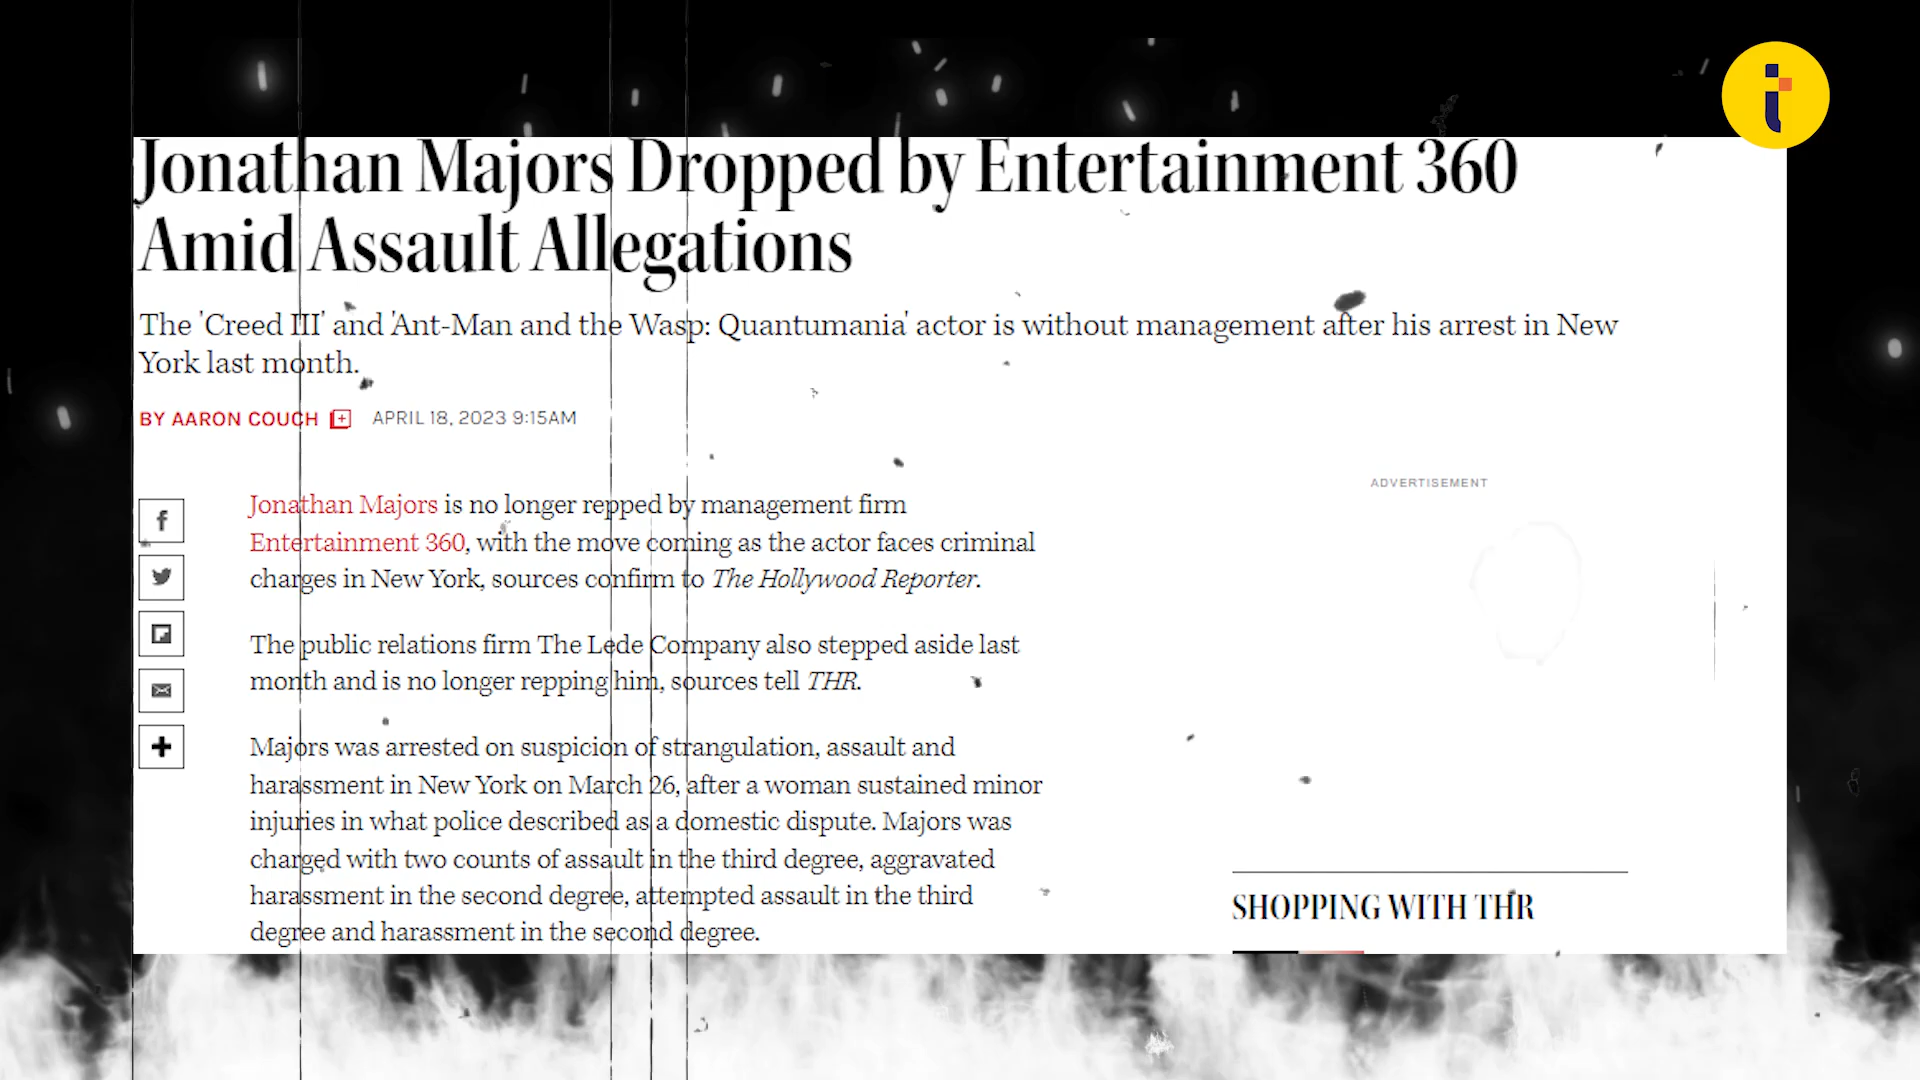 Jonathan Majors Dropped by Entertainment 360
Amid Assault Allegations
The 'Creed III' and 'Ant-Man and the Wasp: Quantumania' actor is without management after his arrest in New
York last month.
BY AARON COUCH APRIL 18, 2023 9:15AM
ADVERTISEMENT
Jonathan Majors is no longer repped by management firm
Entertainment 360, with the move coming as the actor faces criminal
charges in New York, sources confirm to The Hollywood Reporter.
The public relations firm The Lede Company also stepped aside last
month and is no longer repping him, sources tell THR.
Majors was arrested on suspicion of strangulation, assault and
harassment in New York on March 26, after a woman sustained minor
injuries in what police described as a domestic dispute. Majors was
charged with two counts of assault in the third degree, aggravated
harassment in the second degree, attempted assault in the third
degree and harassment in the second degree.
SHOPPING WITH THR